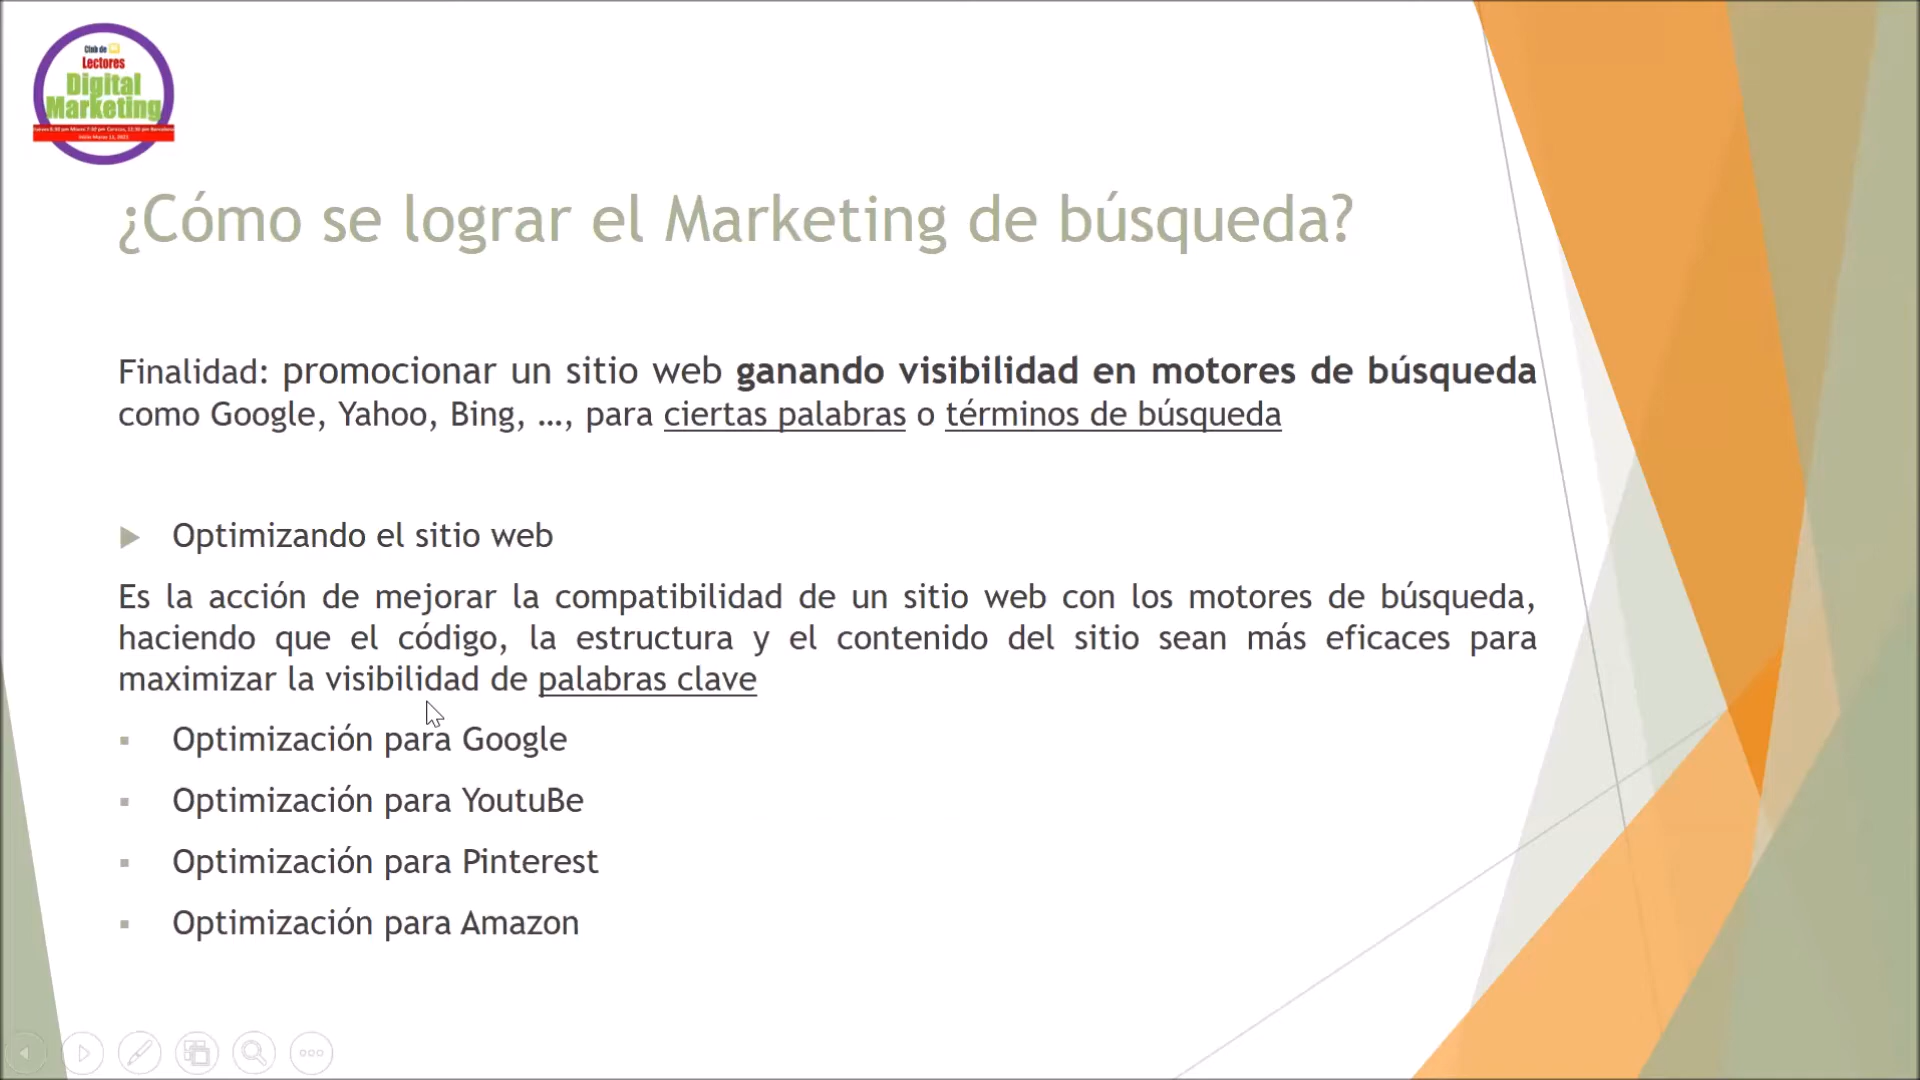 Club de
Lectores
Digital
Marketing
¿Cómo se lograr el Marketing de búsqueda?
Finalidad: promocionar un sitio web ganando visibilidad en motores de búsqueda
como Google, Yahoo, Bing, …, para ciertas palabras o términos de búsqueda
Optimizando el sitio web
Es la acción de mejorar la compatibilidad de un sitio web con los motores de búsqueda,
haciendo que el código, la estructura y el contenido del sitio sean más eficaces para
maximizar la visibilidad de palabras clave
Optimización para Google
Optimización para YoutuBe
Optimización para Pinterest
Optimización para Amazon